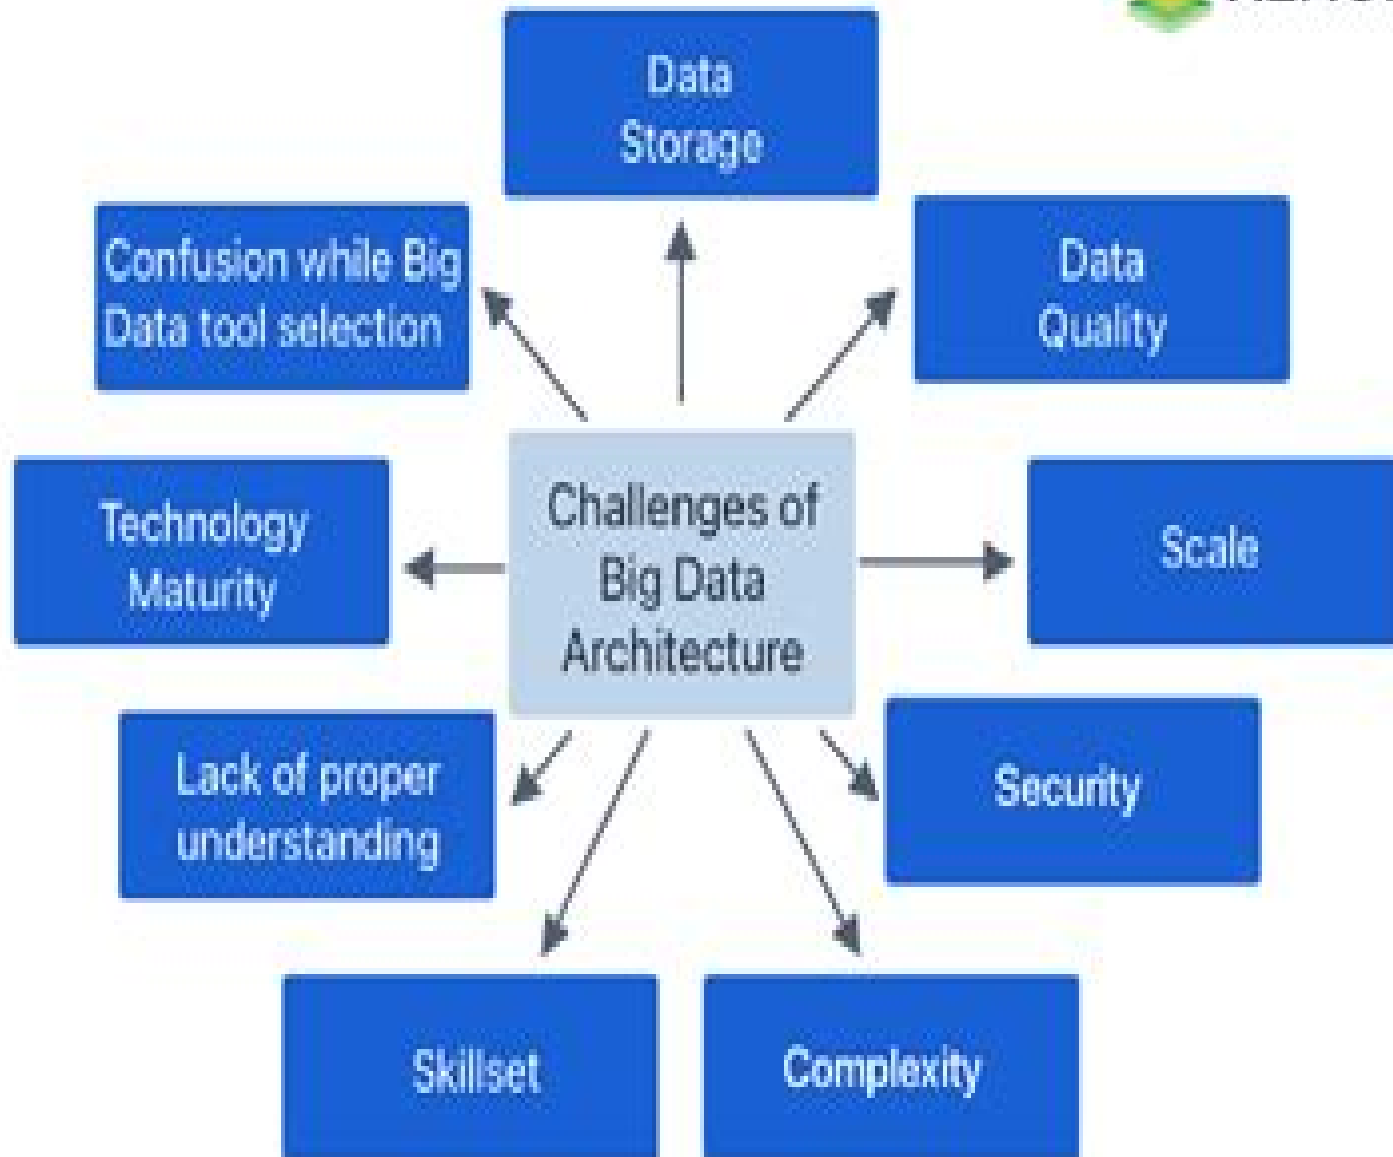 Data
Storage
Confusion while Big
Data tool selection
Data
Quality
Challenges of
Big Data
Architecture
Technology
Maturity
Scale
Lack of proper
understanding
Security
Skillset
Complexity